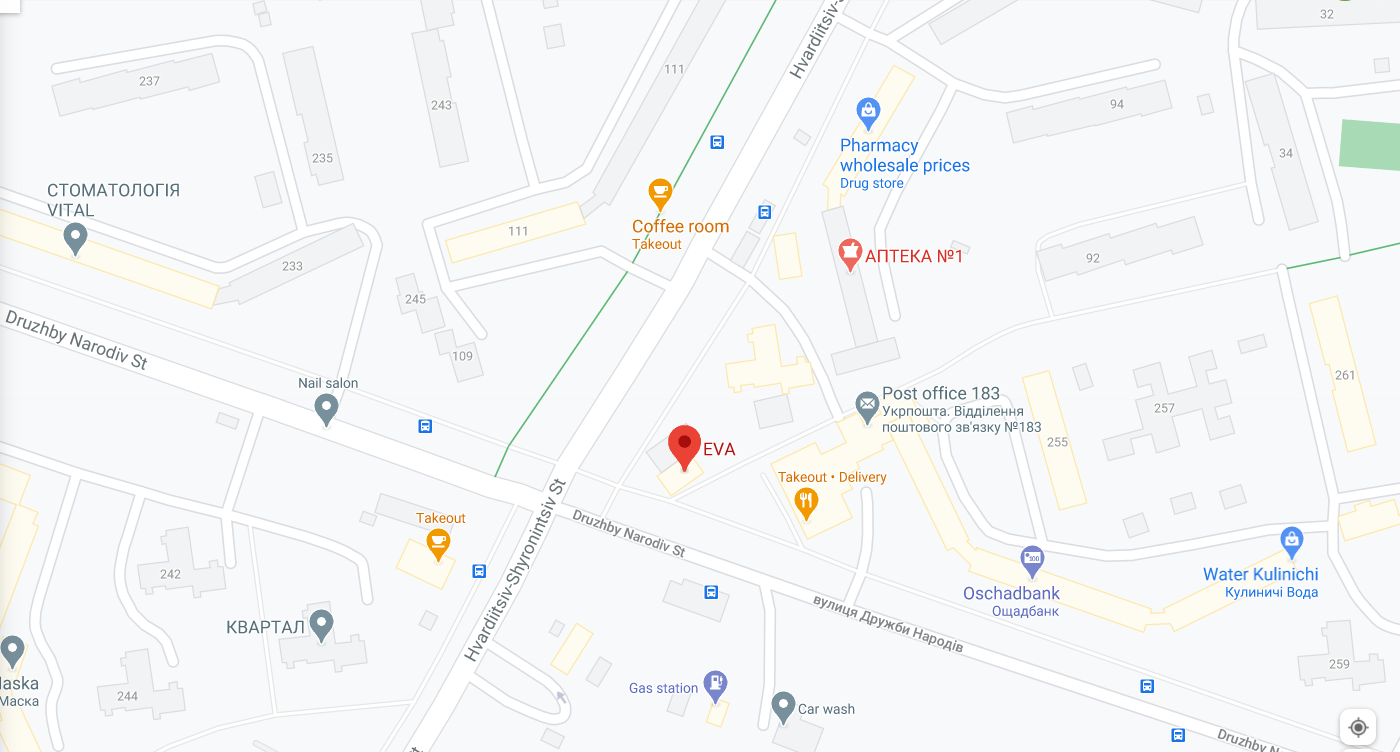 32
Hvardiitsiv-S
111
237
243
94
Pharmacy
wholesale prices
Drug store
235
34
СТОМАТОЛОГІЯ
VITAL
Coffee room
Takeout
111
АПТЕКА №1
233
92
245
Druzhby Narodiv St
109
Nail salon
261
Post office 183
Укрпошта. Відділення
поштового зв'язку №183
257
255
EVA
Takeout • Delivery
Takeout
Druzhby Narodiv St
Hvardiitsiv-Shyronintsiv St
242
Oschadbank
Ощадбанк
Water Kulinichi
Кулиничі Вода
КВАРТАЛ
вулиця Дружби Народів
259
laska
Маска
244
Gas station
Car wash
Druzhby Narodiv